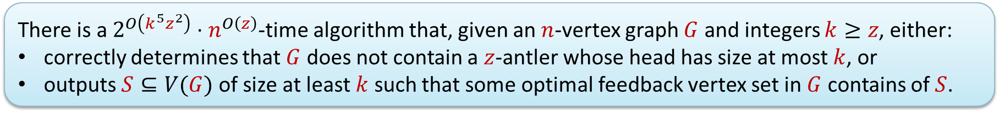 There is a 2^{O(k^5 z^2)} · n^{O(z)}-time algorithm that, given an n-vertex graph G and integers k ≥ z, either:
• correctly determines that G does not contain a z-antler whose head has size at most k, or
• outputs S ⊆ V(G) of size at least k such that some optimal feedback vertex set in G contains of S.